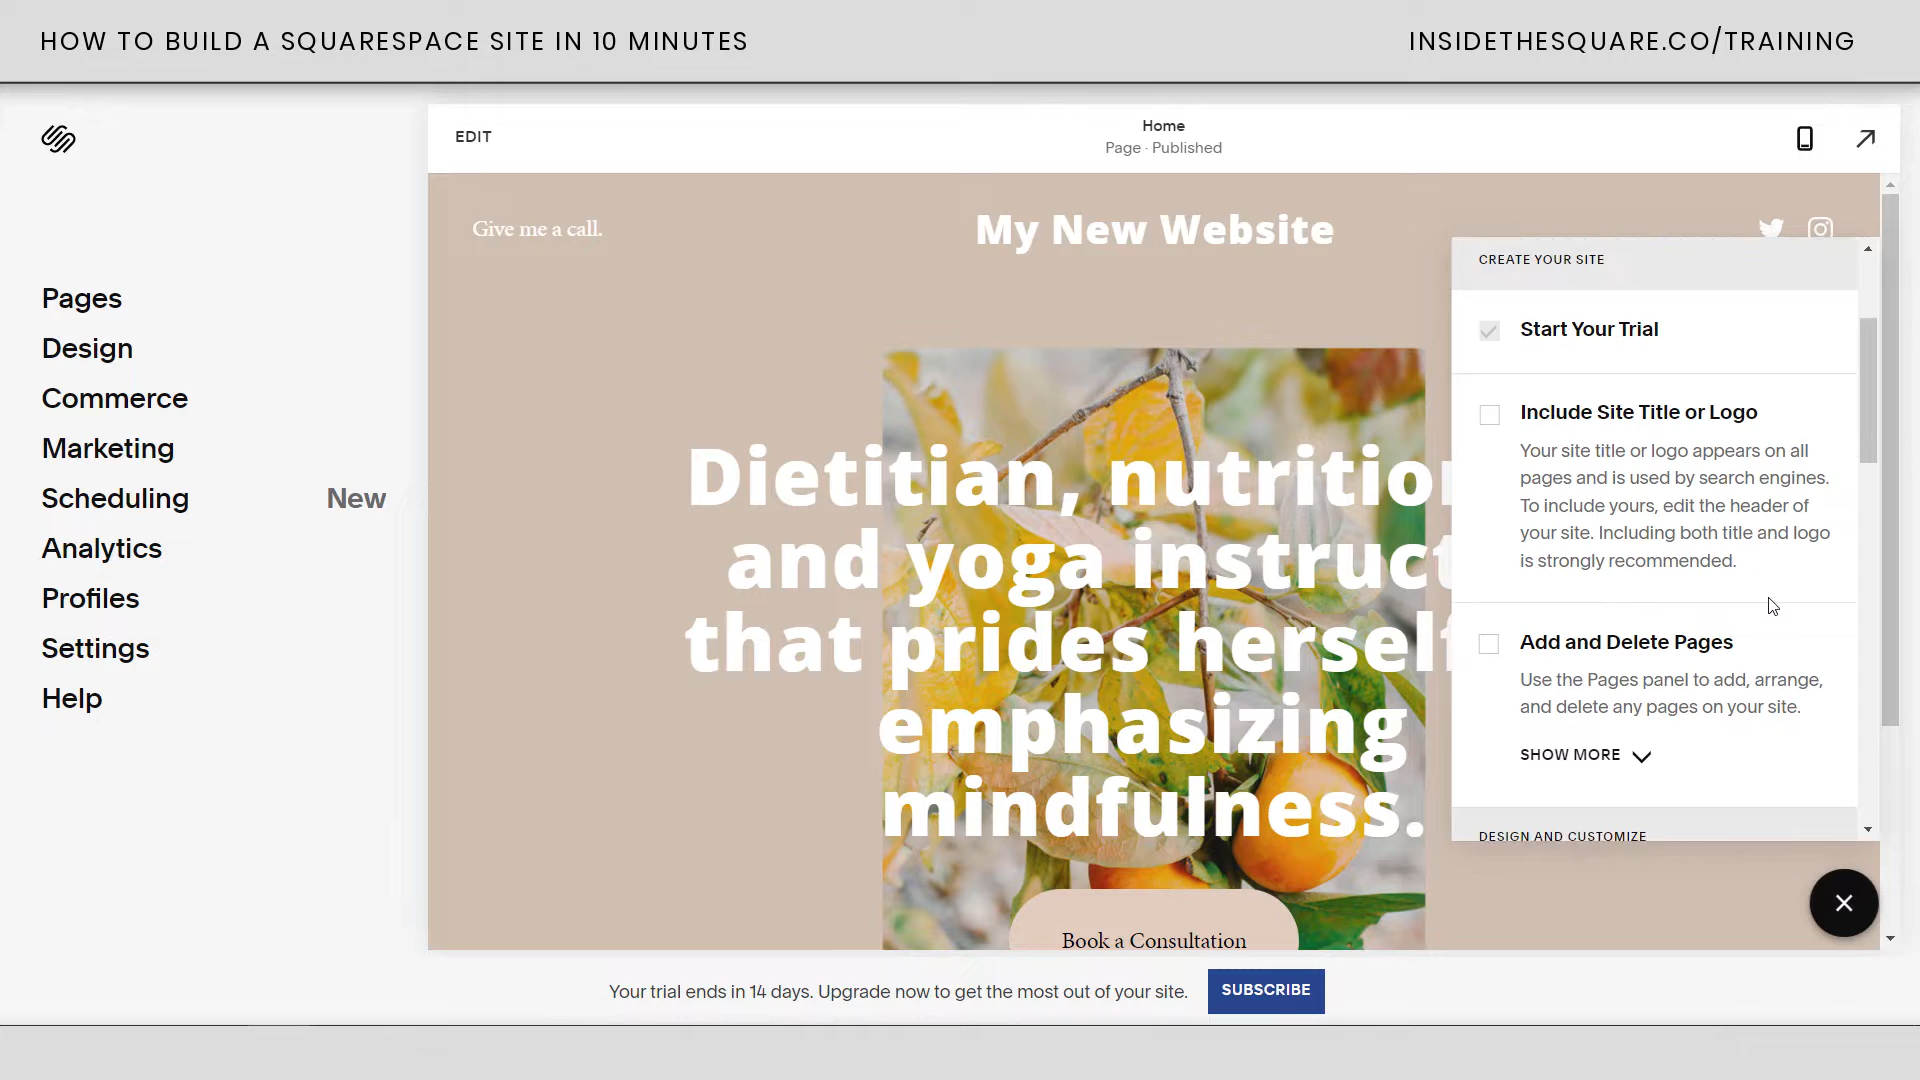 HOW TO BUILD A SQUARESPACE SITE IN 10 MINUTES
INSIDETHESQUARE.CO/TRAINING
Pages
Design
Commerce
Marketing
Scheduling New
Analytics
Profiles
Settings
Help
EDIT
Home
Page · Published
Give me a call.
My New Website
Dietitian, nutrition
and yoga instruct
that prides herself
emphasizing
mindfulness.
Book a Consultation
CREATE YOUR SITE
Start Your Trial
Include Site Title or Logo
Your site title or logo appears on all
pages and is used by search engines.
To include yours, edit the header of
your site. Including both title and logo
is strongly recommended.
Add and Delete Pages
Use the Pages panel to add, arrange,
and delete any pages on your site.
SHOW MORE
DESIGN AND CUSTOMIZE
Your trial ends in 14 days. Upgrade now to get the most out of your site.
SUBSCRIBE